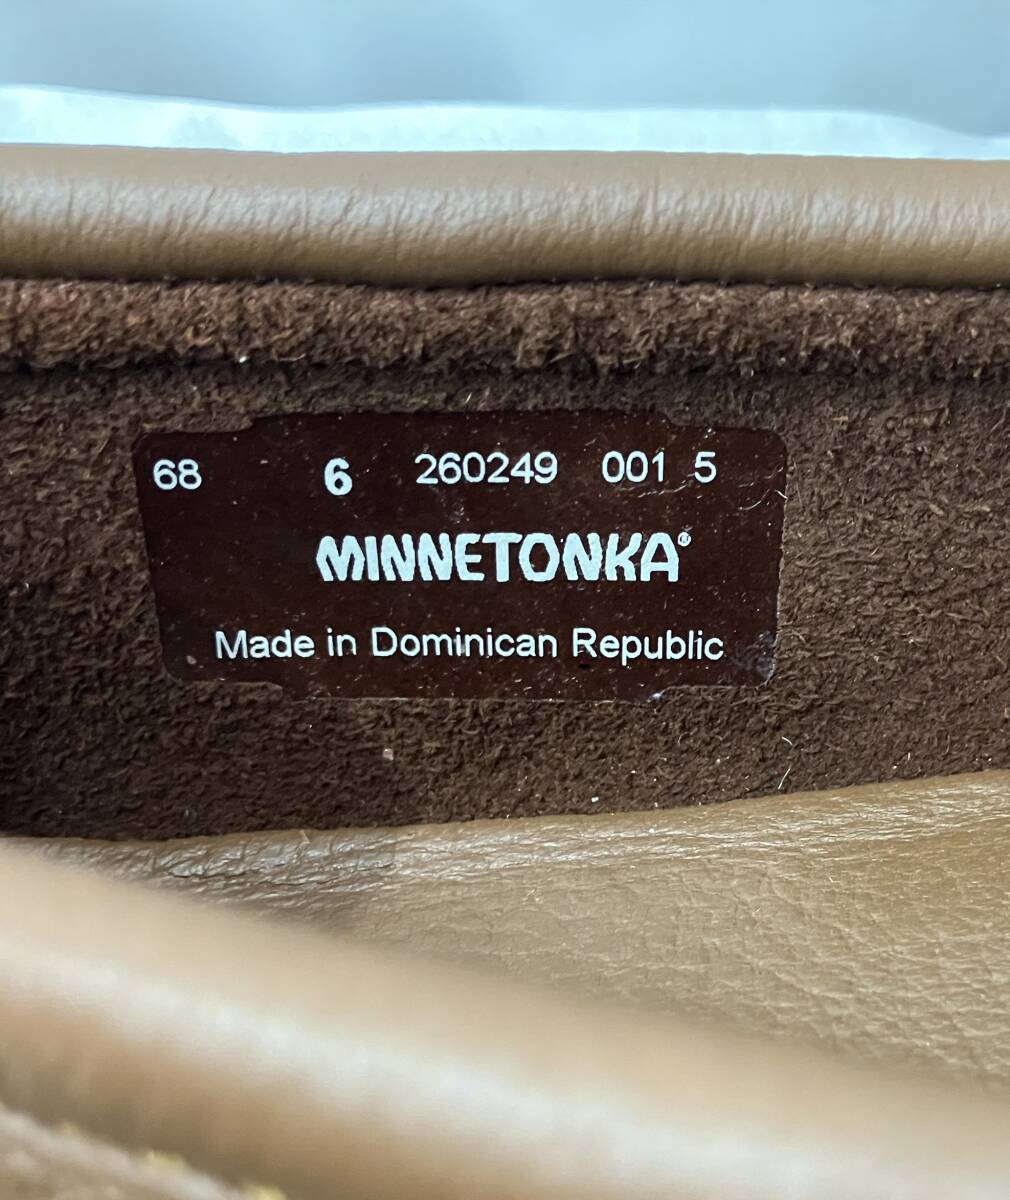 68 6 260249 001 5
MINNETONKA®
Made in Dominican Republic